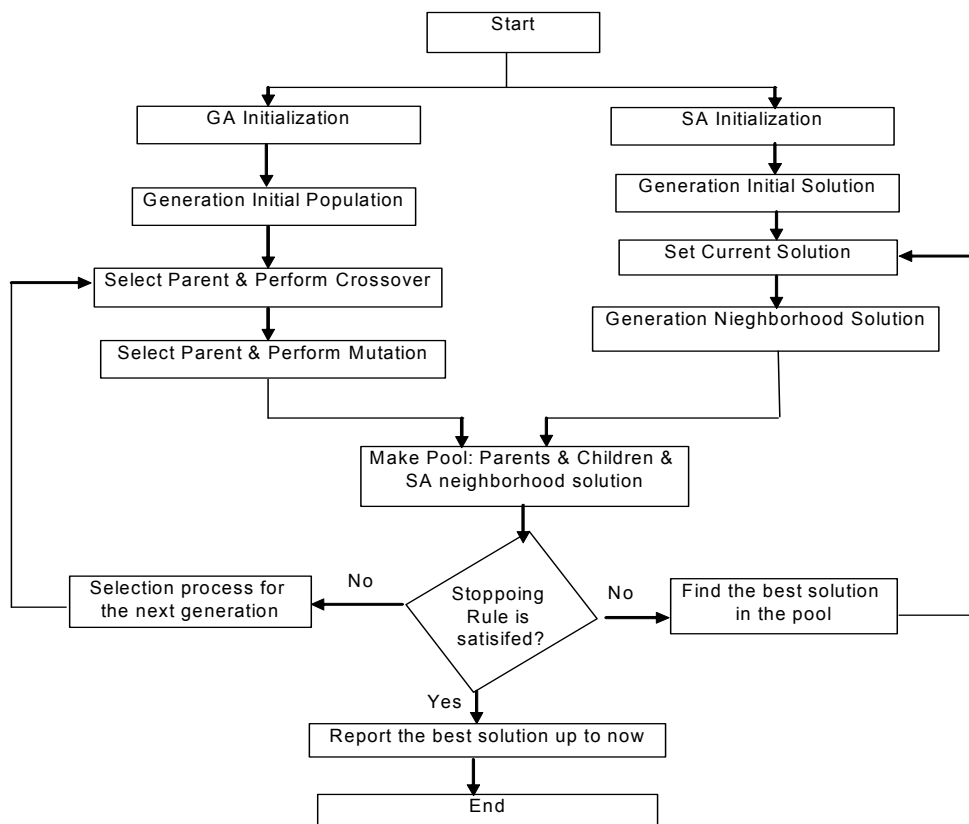 Start
GA Initialization
SA Initialization
Generation Initial Population
Generation Initial Solution
Select Parent & Perform Crossover
Set Current Solution
Select Parent & Perform Mutation
Generation Nieghborhood Solution
Make Pool: Parents & Children &
SA neighborhood solution
Selection process for
the next generation
No
Stoppoing
Rule is
satisifed?
No
Find the best solution
in the pool
Yes
Report the best solution up to now
End